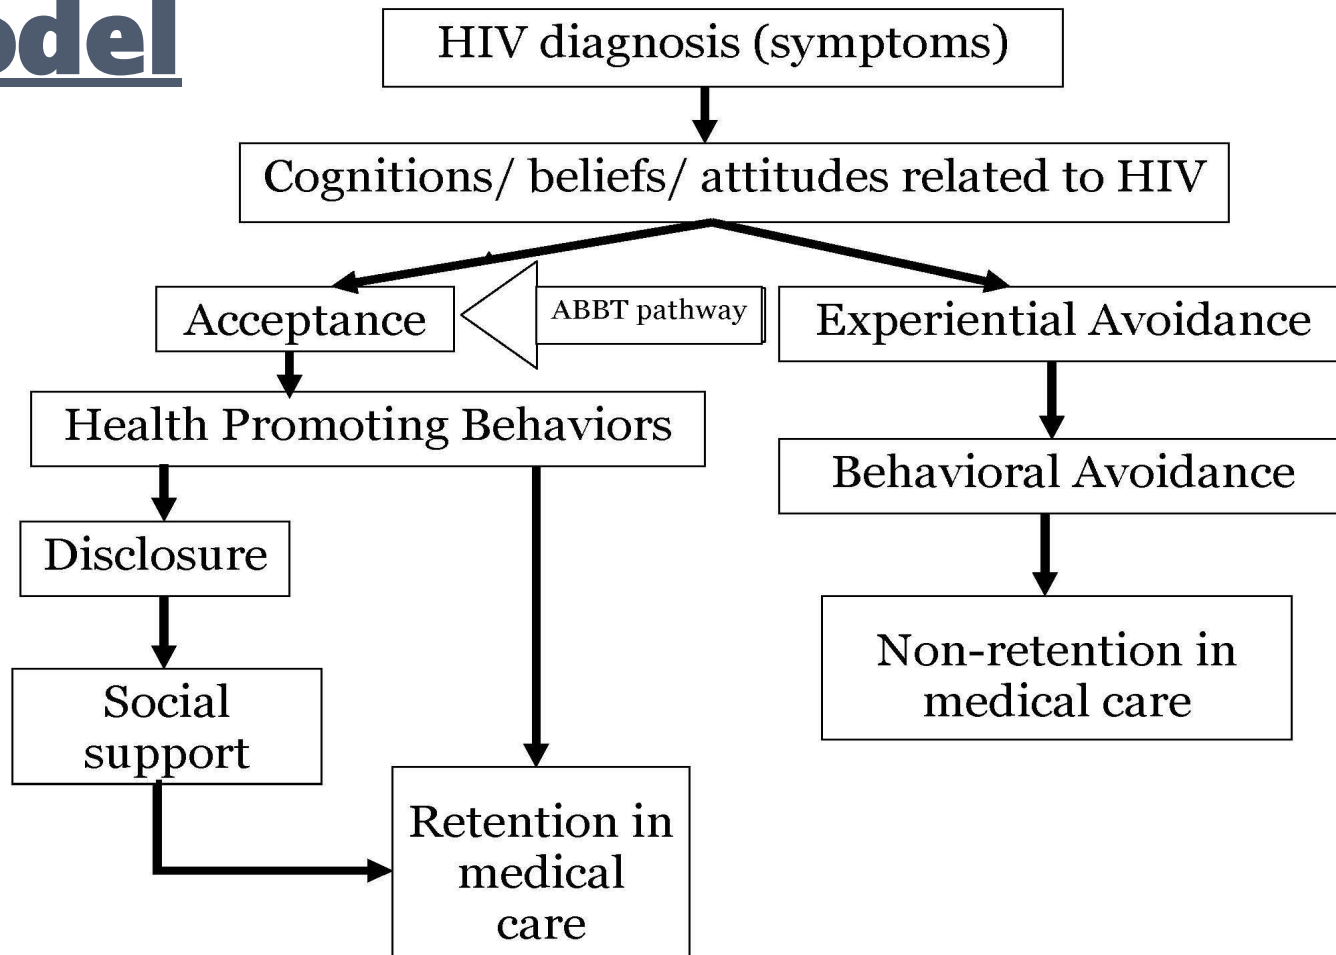 odel
HIV diagnosis (symptoms)
Cognitions/ beliefs/ attitudes related to HIV
Acceptance
ABBT pathway
Experiential Avoidance
Health Promoting Behaviors
Behavioral Avoidance
Disclosure
Non-retention in
medical care
Social
support
Retention in
medical
care